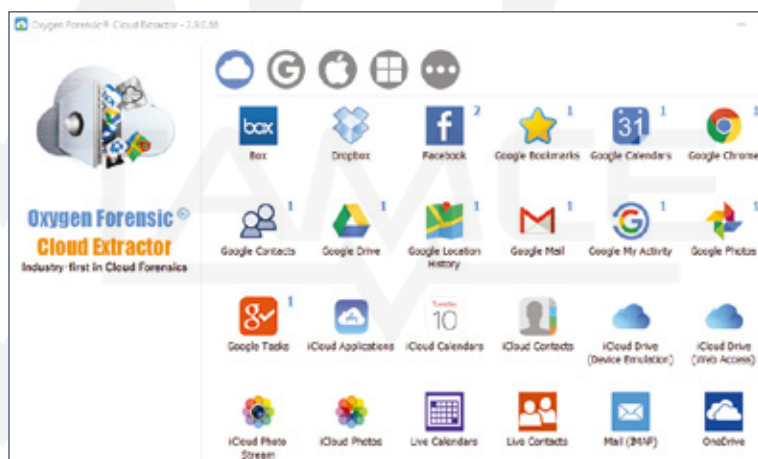 Oxygen Forensic® Cloud Extractor - 2.9.0.66
box
Box
Dropbox
f
2
Facebook
1
Google Bookmarks
31
1
Google Calendars
1
Google Chrome
1
Google Contacts
1
Google Drive
1
Google Location
History
1
Google Mail
1
Google My Activity
1
Google Photos
Oxygen Forensic®
Cloud Extractor
Industry-first in Cloud Forensics
1
Google Tasks
iCloud Applications
Tuesday
10
iCloud Calendars
iCloud Contacts
iCloud Drive
(Device Emulation)
iCloud Drive
(Web Access)
iCloud Photo
Stream
iCloud Photos
Live Calendars
Live Contacts
Mail (IMAP)
OneDrive